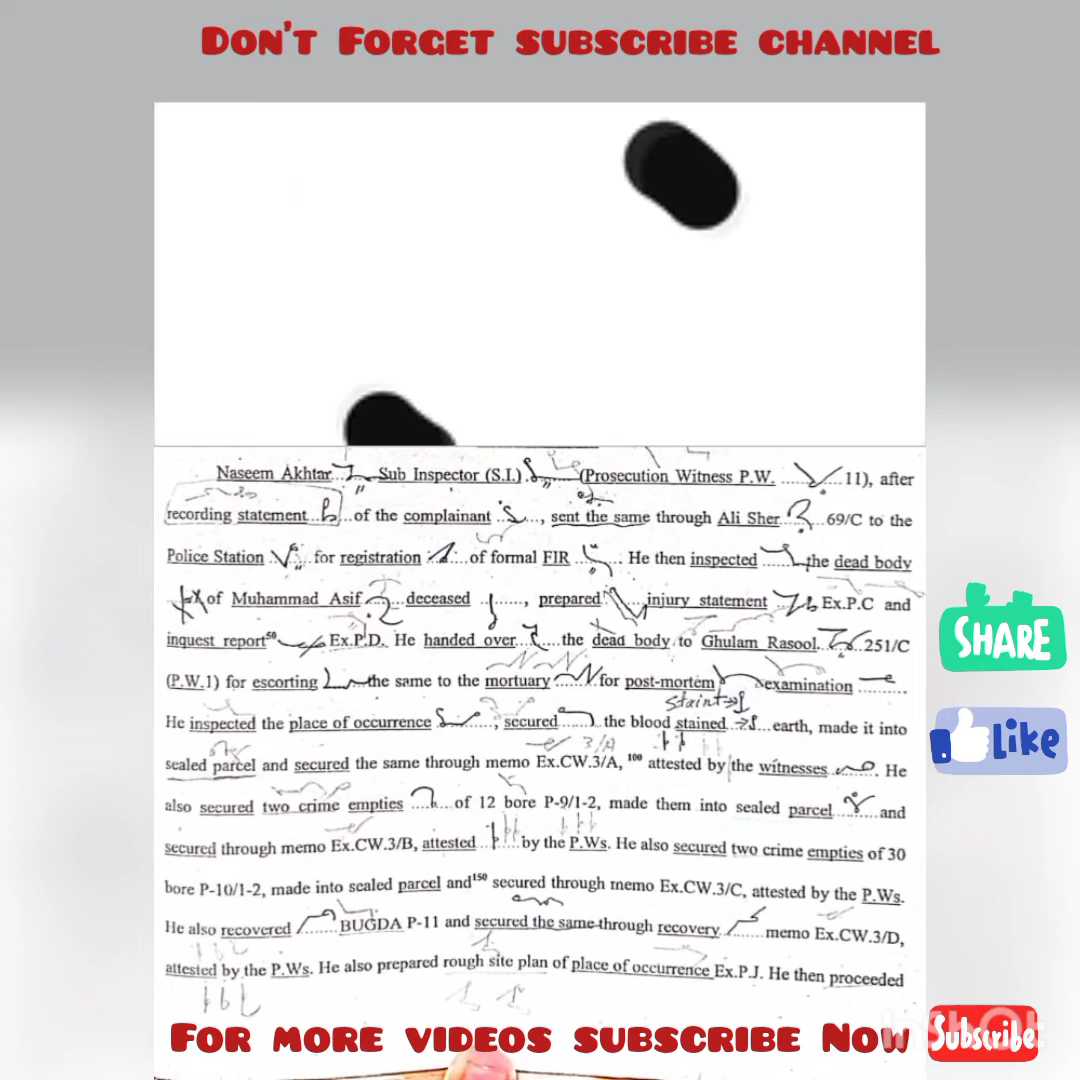 DON'T FORGET SUBSCRIBE CHANNEL
Naseem Akhtar Sub Inspector (S.I.) (Prosecution Witness P.W. 11), after
recording statement of the complainant , sent the same through Ali Sher 69/C to the
Police Station for registration of formal FIR . He then inspected the dead body
of Muhammad Asif deceased , prepared injury statement Ex.P.C and
inquest report50 Ex.P.D. He handed over the dead body to Ghulam Rasool 251/C
(P.W.1) for escorting the same to the mortuary for post-mortem examination
Staint
He inspected the place of occurrence , secured the blood stained earth, made it into
3/A
sealed parcel and secured the same through memo Ex.CW.3/A, 100 attested by the witnesses . He
also secured two crime empties of 12 bore P-9/1-2, made them into sealed parcel and
secured through memo Ex.CW.3/B, attested by the P.Ws. He also secured two crime empties of 30
bore P-10/1-2, made into sealed parcel and150 secured through memo Ex.CW.3/C, attested by the P.Ws.
He also recovered BUGDA P-11 and secured the same through recovery memo Ex.CW.3/D,
attested by the P.Ws. He also prepared rough site plan of place of occurrence Ex.P.J. He then proceeded
SHARE
Like
FOR MORE VIDEOS SUBSCRIBE NOW
Subscribe